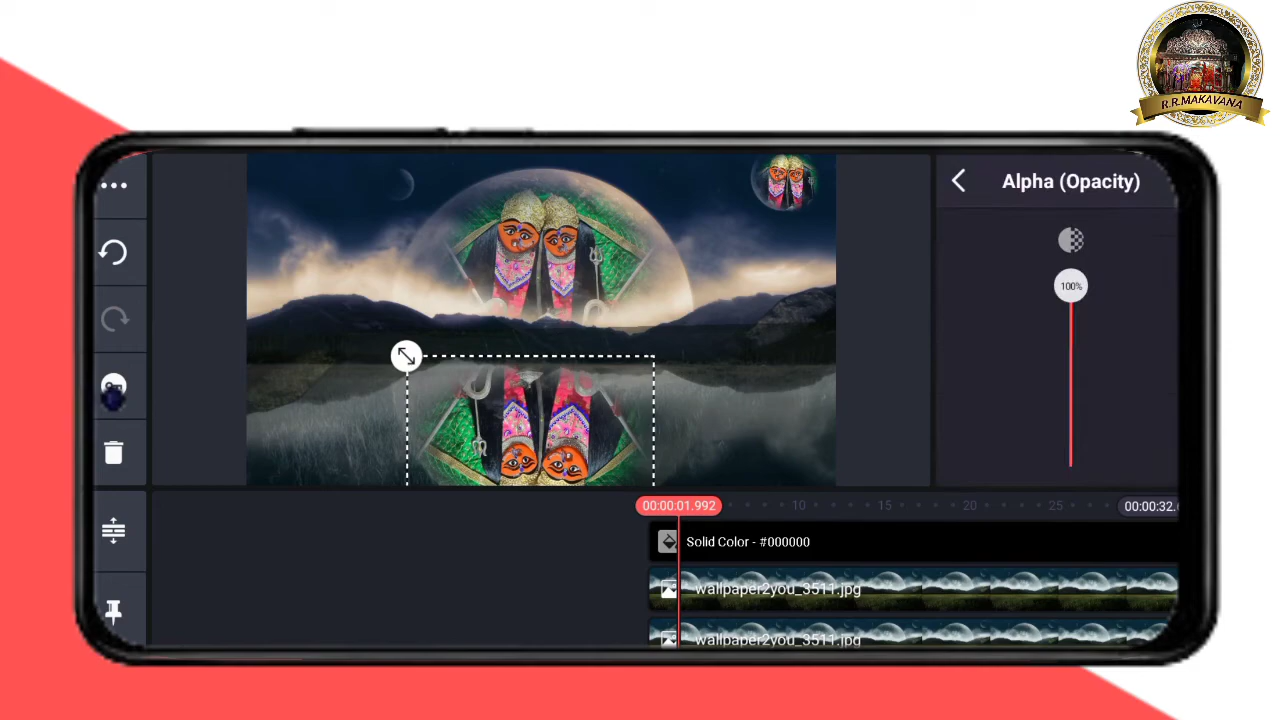 R.R.MAKAVANA
Alpha (Opacity)
100%
00:00:01.992
10
15
20
25
00:00:32.
Solid Color - #000000
wallpaper2you_3511.jpg
wallpaper2you_3511.jpg